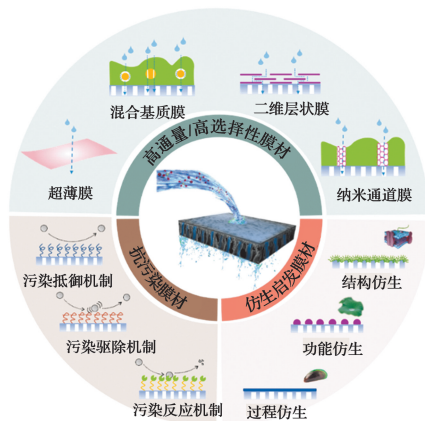 混合基质膜
二维层状膜
超薄膜
纳米通道膜
高通量/高选择性膜材
抗污染膜材
仿生启发膜材
污染抵御机制
污染驱除机制
污染反应机制
结构仿生
功能仿生
过程仿生